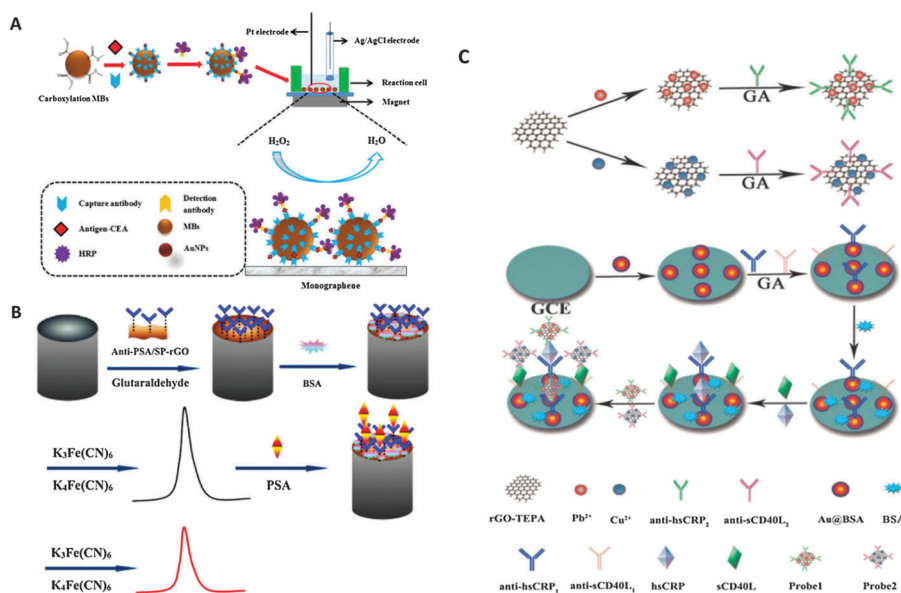 A
Pt electrode
Ag/AgCl electrode
Carboxylation MBs
Reaction cell
Magnet
H₂O₂
H₂O
Capture antibody
Detection
antibody
Antigen-CEA
MBs
HRP
AuNPs
Monographene
B
Anti-PSA/SP-rGO
Glutaraldehyde
BSA
K₃Fe(CN)₆
K₄Fe(CN)₆
PSA
K₃Fe(CN)₆
K₄Fe(CN)₆
C
GA
GA
GCE
GA
rGO-TEPA
Pb²⁺
Cu²⁺
anti-hsCRP₂
anti-sCD40L₂
Au@BSA
BSA
anti-hsCRP₁
anti-sCD40L₁
hsCRP
sCD40L
Probe1
Probe2